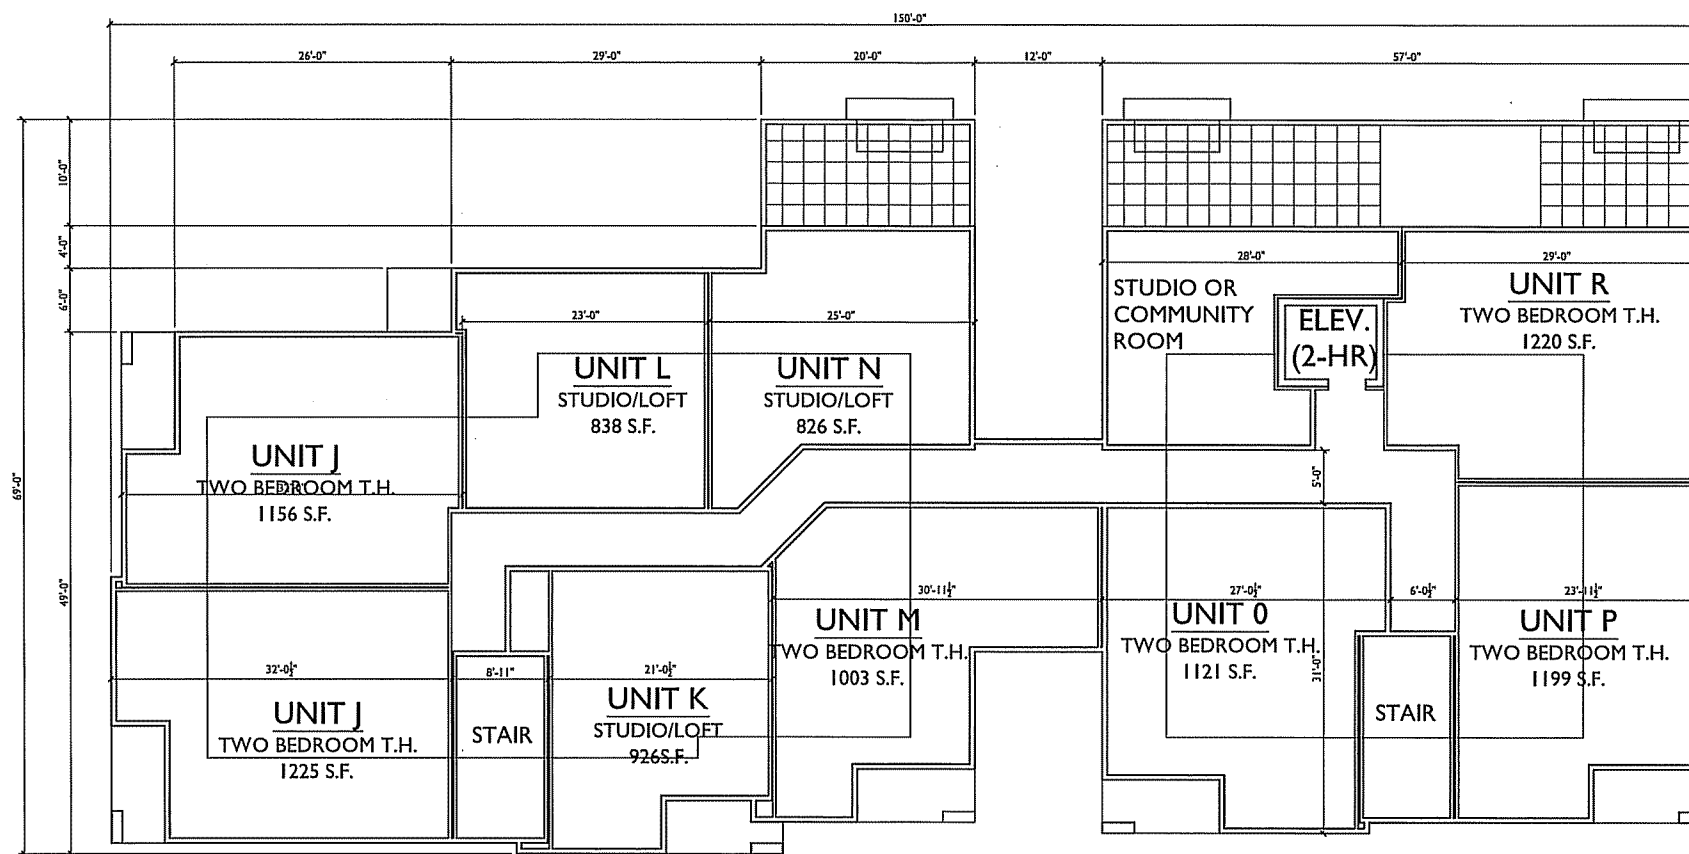 150'-0"
26'-0"
29'-0"
20'-0"
12'-0"
57'-0"
10'-0"
4'-0"
6'-0"
69'-0"
49'-0"
28'-0"
29'-0"
STUDIO OR
COMMUNITY
ROOM
ELEV.
(2-HR)
UNIT R
TWO BEDROOM T.H.
1220 S.F.
23'-0"
25'-0"
UNIT L
STUDIO/LOFT
838 S.F.
UNIT N
STUDIO/LOFT
826 S.F.
UNIT J
TWO BEDROOM T.H.
1156 S.F.
5'-0"
30'-11½"
27'-0½"
6'-0½"
23'-11½"
UNIT M
TWO BEDROOM T.H.
1003 S.F.
UNIT 0
TWO BEDROOM T.H.
1121 S.F.
31'-0"
UNIT P
TWO BEDROOM T.H.
1199 S.F.
32'-0½"
8'-11"
21'-0½"
UNIT J
TWO BEDROOM T.H.
1225 S.F.
STAIR
UNIT K
STUDIO/LOFT
926S.F.
STAIR